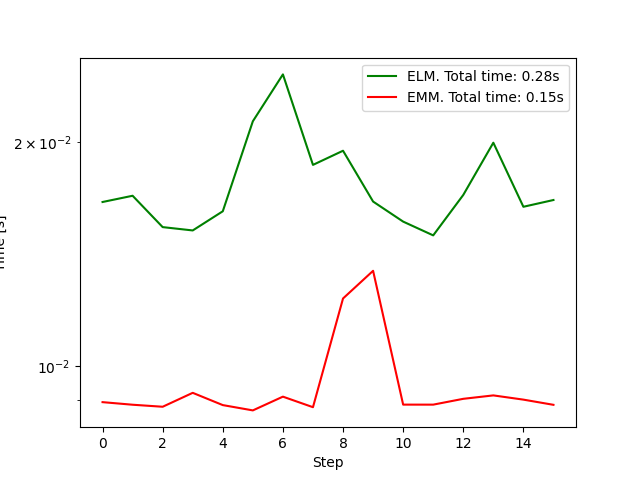 ELM. Total time: 0.28s
EMM. Total time: 0.15s
2 × 10⁻²
10⁻²
Time [s]
0 2 4 6 8 10 12 14
Step